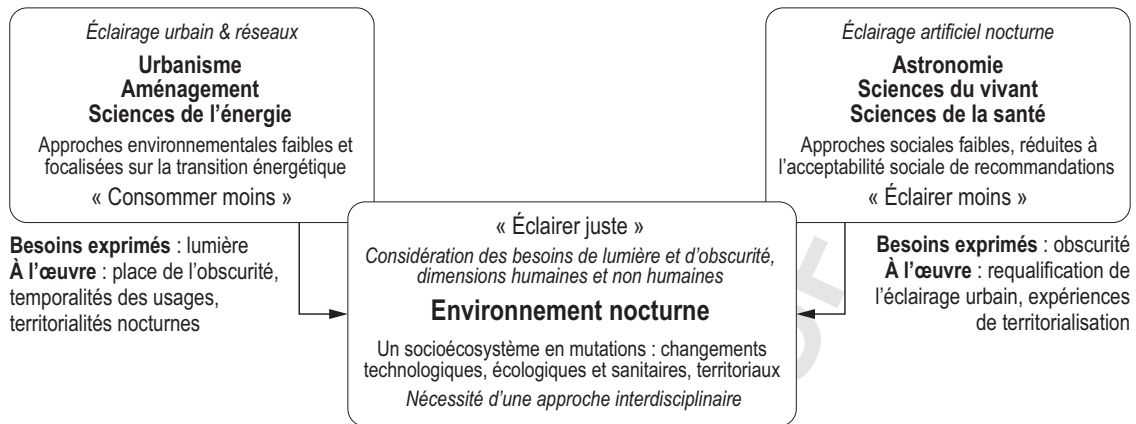 Éclairage urbain & réseaux
Urbanisme
Aménagement
Sciences de l’énergie
Approches environnementales faibles et
focalisées sur la transition énergétique
« Consommer moins »
Éclairage artificiel nocturne
Astronomie
Sciences du vivant
Sciences de la santé
Approches sociales faibles, réduites à
l’acceptabilité sociale de recommandations
« Éclairer moins »
Besoins exprimés : lumière
À l’œuvre : place de l’obscurité,
temporalités des usages,
territorialités nocturnes
« Éclairer juste »
Considération des besoins de lumière et d’obscurité,
dimensions humaines et non humaines
Environnement nocturne
Un socioécosystème en mutations : changements
technologiques, écologiques et sanitaires, territoriaux
Nécessité d’une approche interdisciplinaire
Besoins exprimés : obscurité
À l’œuvre : requalification de
l’éclairage urbain, expériences
de territorialisation